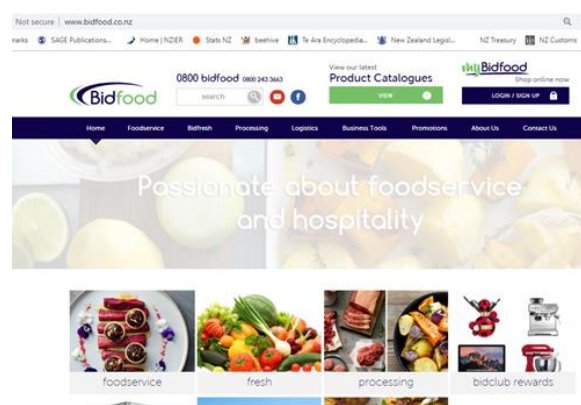 Not secure | www.bidfood.co.nz
marks SAGE Publications... Home | NZIER Stats NZ beehive Te Ara Encyclopedia... New Zealand Legisl... NZ Treasury NZ Customs
View our latest
Product Catalogues
VIEW
myBidfood
Shop online now
LOGIN / SIGN UP
Bidfood
0800 bidfood 0800 243 3663
search
Home Foodservice Bidfresh Processing Logistics Business Tools Promotions About Us Contact Us
Passionate about foodservice
and hospitality
foodservice fresh processing bidclub rewards